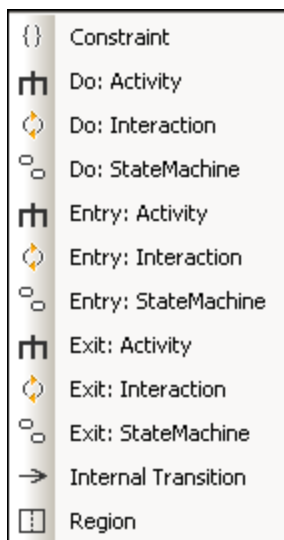 Constraint
Do: Activity
Do: Interaction
Do: StateMachine
Entry: Activity
Entry: Interaction
Entry: StateMachine
Exit: Activity
Exit: Interaction
Exit: StateMachine
Internal Transition
Region